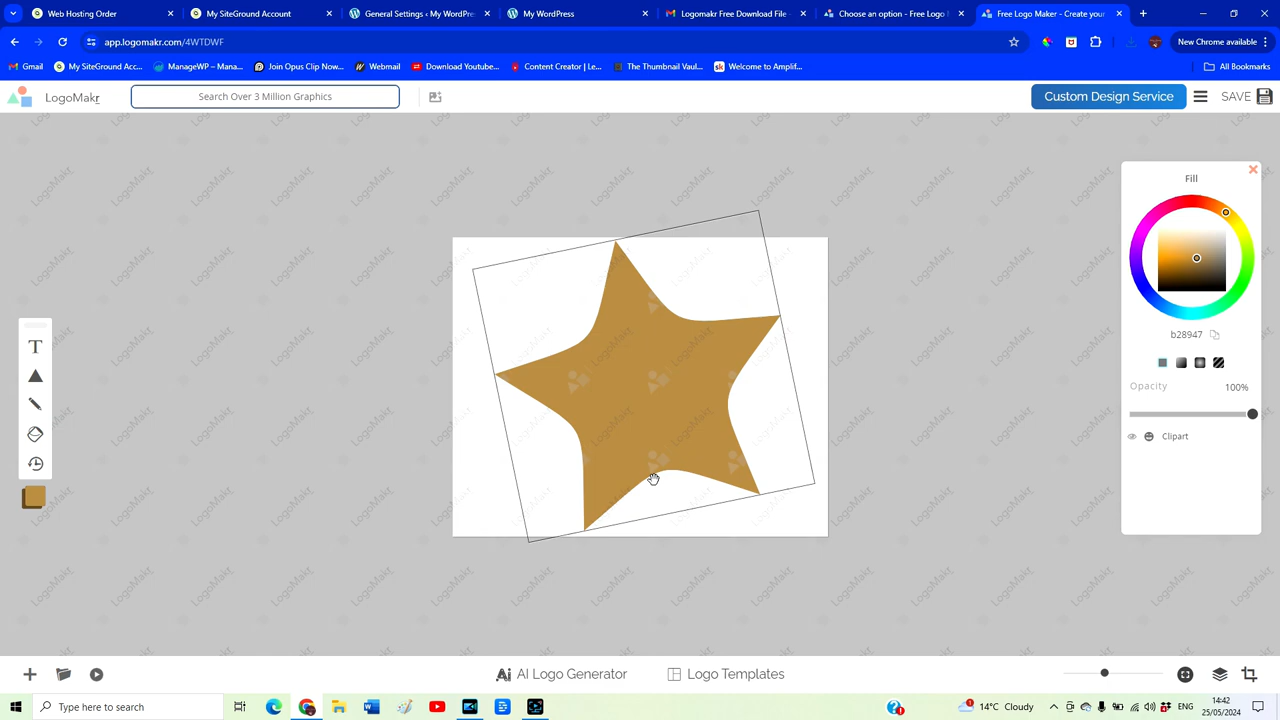 Web Hosting Order
My SiteGround Account
General Settings ‹ My WordPre
My WordPress
Logomakr Free Download File -
Choose an option - Free Logo
Free Logo Maker - Create your
app.logomakr.com/4WTDWF
New Chrome available
Gmail
My SiteGround Acc...
ManageWP – Mana...
Join Opus Clip Now...
Webmail
Download Youtube...
Content Creator | Le...
The Thumbnail Vaul...
Welcome to Amplif...
All Bookmarks
LogoMakr
Search Over 3 Million Graphics
Custom Design Service
SAVE
Fill
b28947
Opacity
100%
Clipart
T
Ai AI Logo Generator
Logo Templates
Type here to search
14°C Cloudy
ENG
14:42
25/05/2024